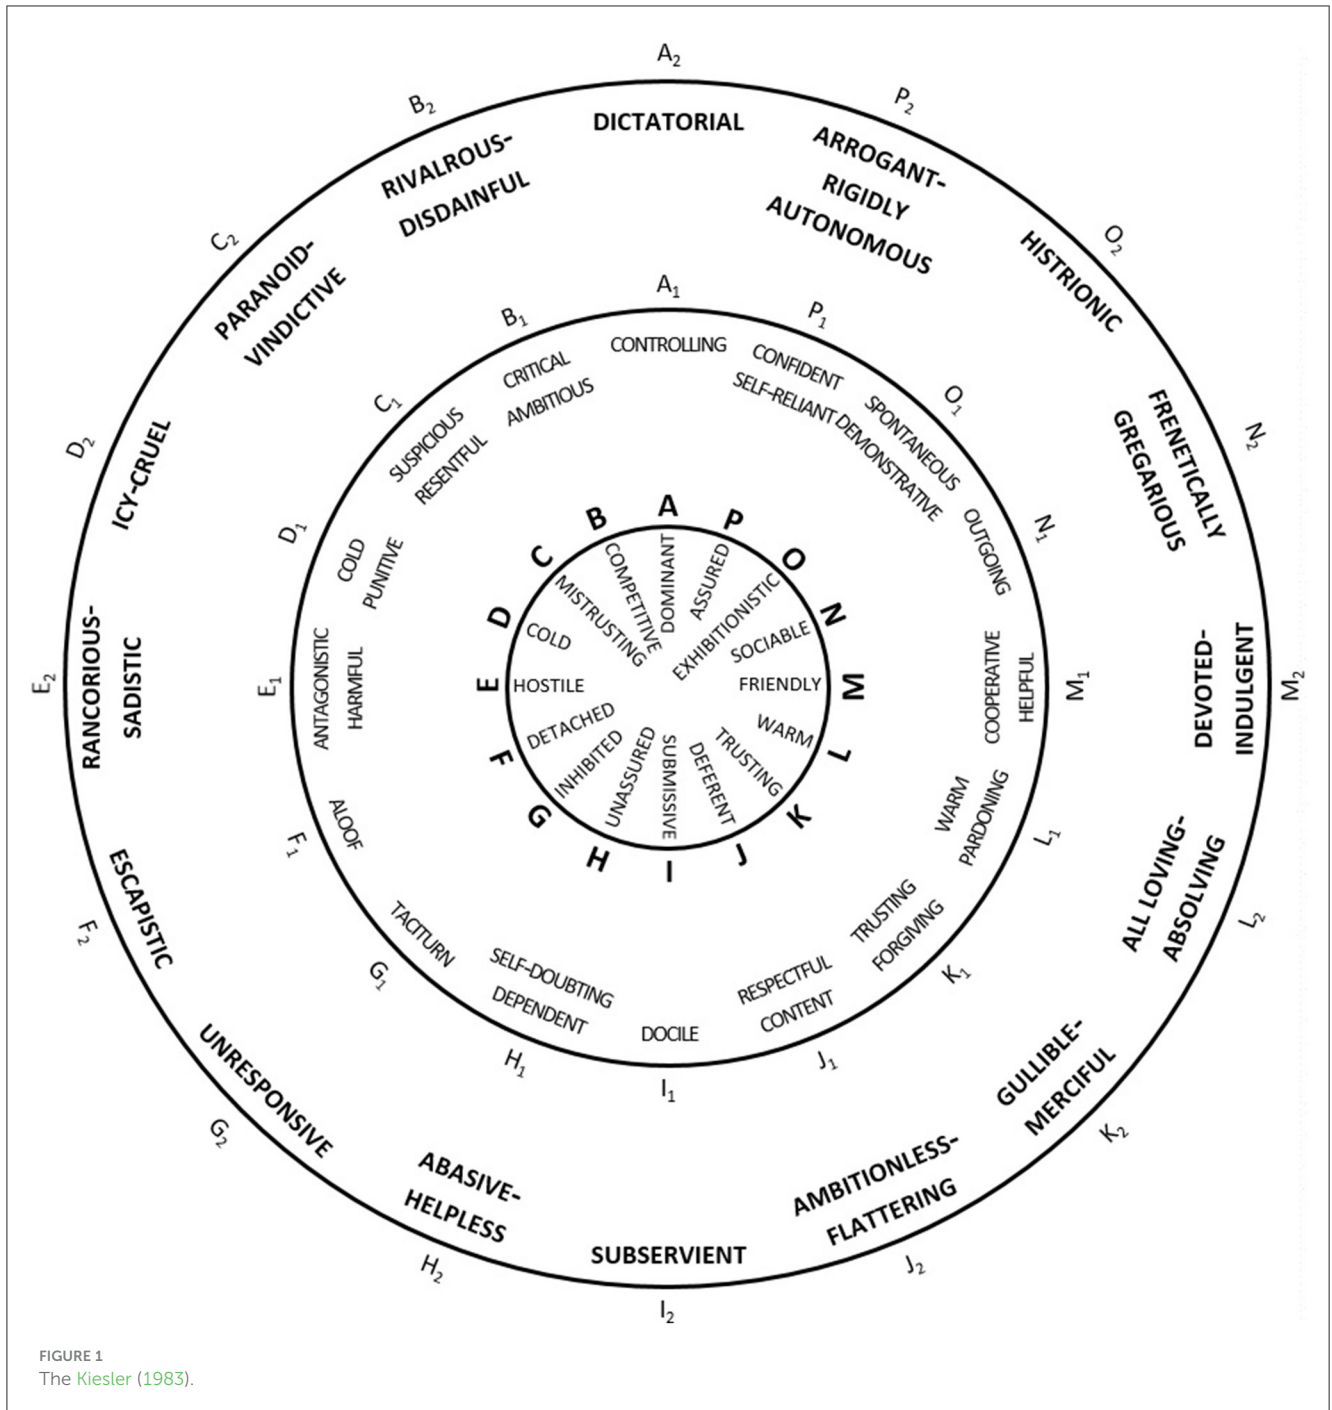 A2
B2
P2
DICTATORIAL
RIVALROUS-
DISDAINFUL
ARROGANT-
RIGIDLY
AUTONOMOUS
C2
O2
PARANOID-
VINDICTIVE
HISTRIONIC
A1
B1
P1
CONTROLLING
CRITICAL
AMBITIOUS
CONFIDENT
SELF-RELIANT
C1
O1
SUSPICIOUS
RESENTFUL
SPONTANEOUS
DEMONSTRATIVE
D2
N2
ICY-CRUEL
FRENETICALLY
GREGARIOUS
D1
N1
COLD
PUNITIVE
OUTGOING
A
B
P
C
O
D
N
DOMINANT
COMPETITIVE
ASSURED
MISTRUSTING
EXHIBITIONISTIC
COLD
SOCIABLE
E2
RANCORIOUS-
SADISTIC
E1
ANTAGONISTIC
HARMFUL
E
HOSTILE
FRIENDLY
M
COOPERATIVE
HELPFUL
M1
DEVOTED-
INDULGENT
M2
DETACHED
WARM
INHIBITED
TRUSTING
UNASSURED
DEFERENT
SUBMISSIVE
F
L
G
K
H
J
I
F1
ALOOF
WARM
PARDONING
L1
F2
ESCAPISTIC
ALL LOVING-
ABSOLVING
L2
G1
TACITURN
TRUSTING
FORGIVING
K1
SELF-DOUBTING
DEPENDENT
RESPECTFUL
CONTENT
DOCILE
H1
J1
I1
G2
UNRESPONSIVE
GULLIBLE-
MERCIFUL
K2
ABASIVE-
HELPLESS
AMBITIONLESS-
FLATTERING
SUBSERVIENT
H2
J2
I2
FIGURE 1
The Kiesler (1983).